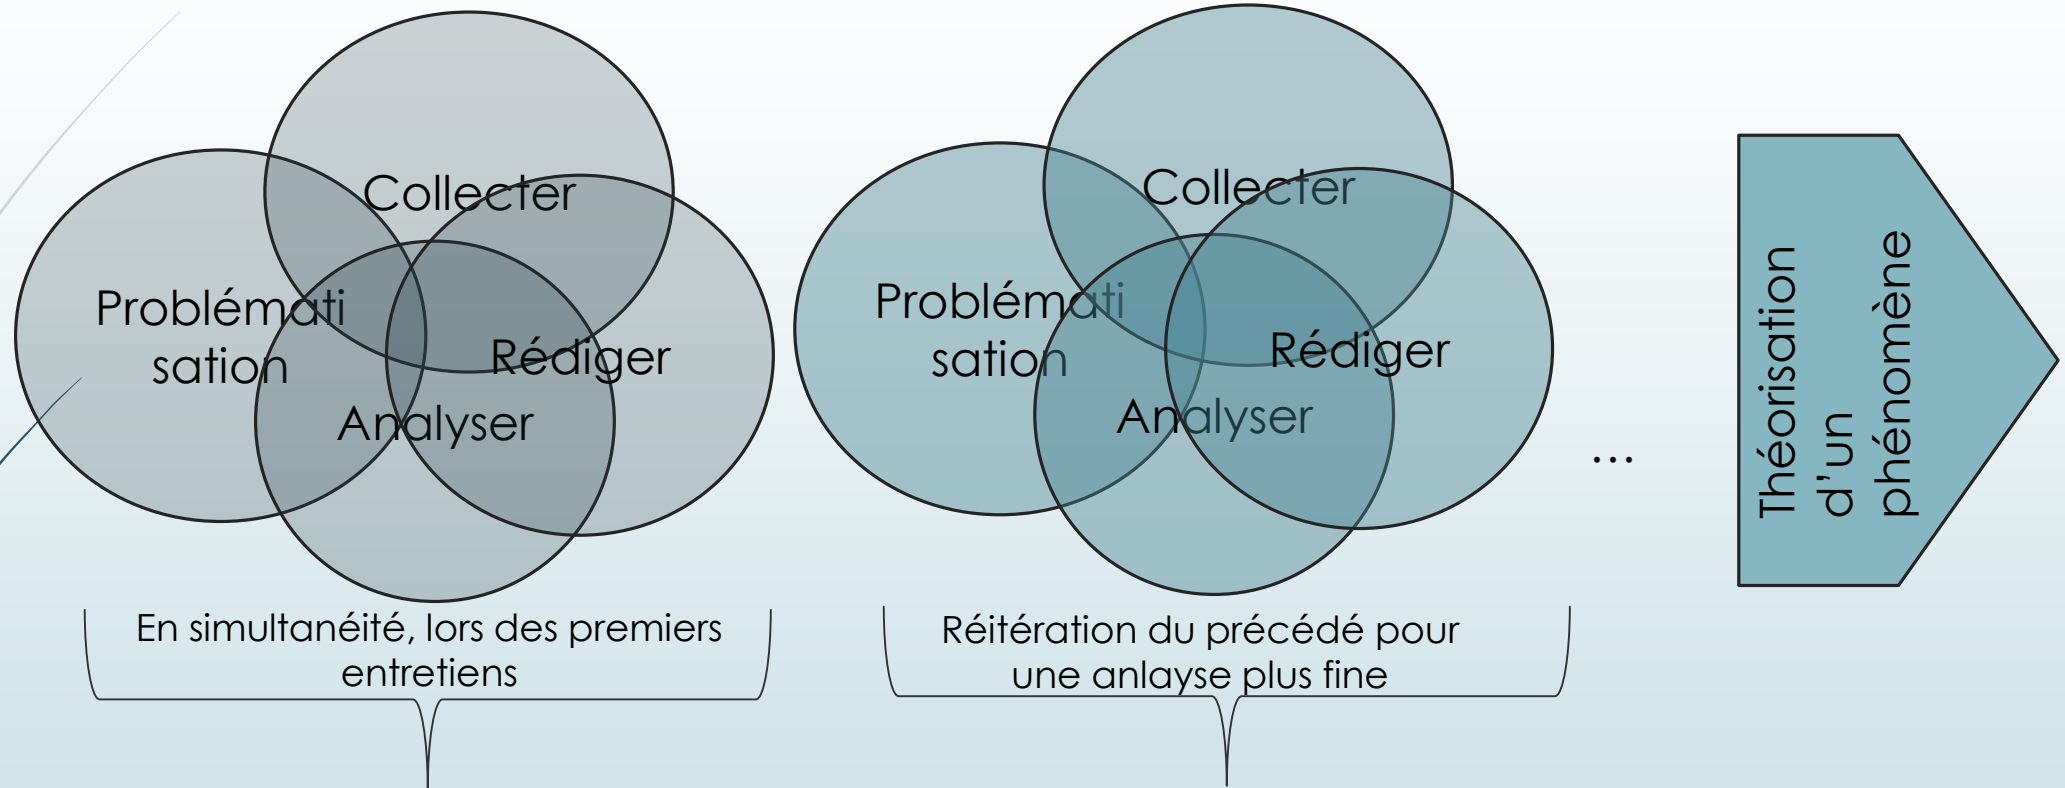 Collecter
Problémati
sation
Rédiger
Analyser
En simultanéité, lors des premiers
entretiens
Collecter
Problémati
sation
Rédiger
Analyser
Réitération du précédé pour
une anlayse plus fine
...
Théorisation
d'un
phénomène